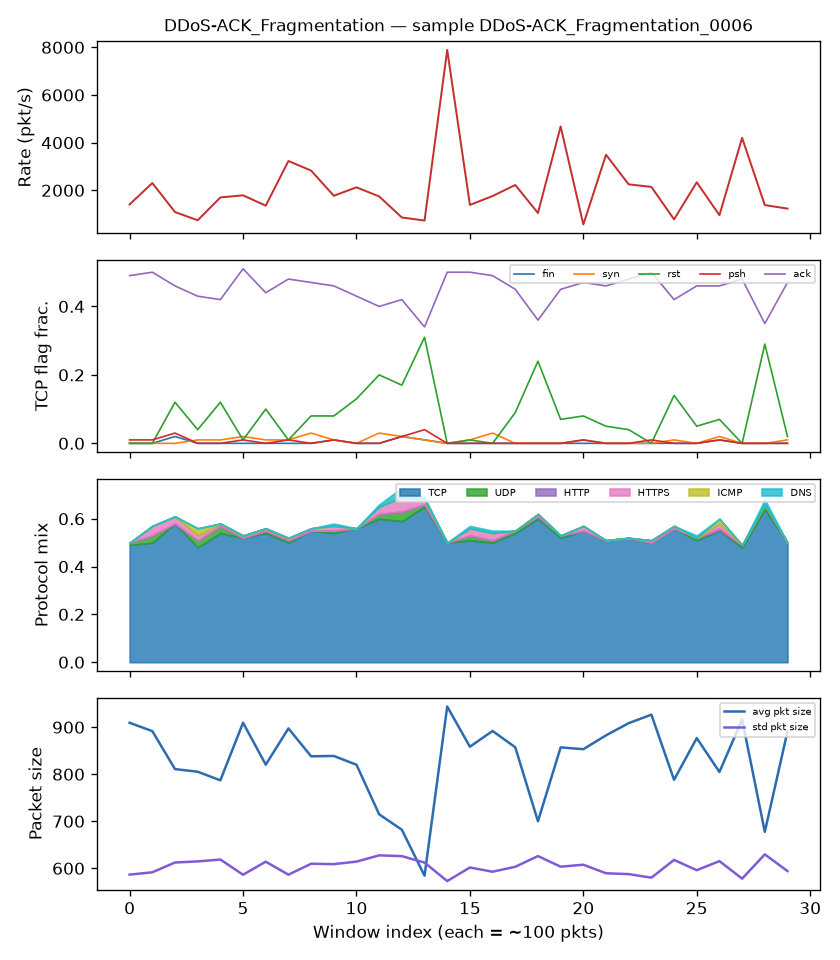 DDoS-ACK_Fragmentation — sample DDoS-ACK_Fragmentation_0006
Rate (pkt/s)
8000
6000
4000
2000
TCP flag frac.
0.4
0.2
0.0
fin syn rst psh ack
Protocol mix
0.6
0.4
0.2
0.0
TCP UDP HTTP HTTPS ICMP DNS
Packet size
900
800
700
600
avg pkt size
std pkt size
0 5 10 15 20 25 30
Window index (each = ~100 pkts)